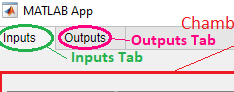 MATLAB App
Chamb
Inputs Outputs Outputs Tab
Inputs Tab